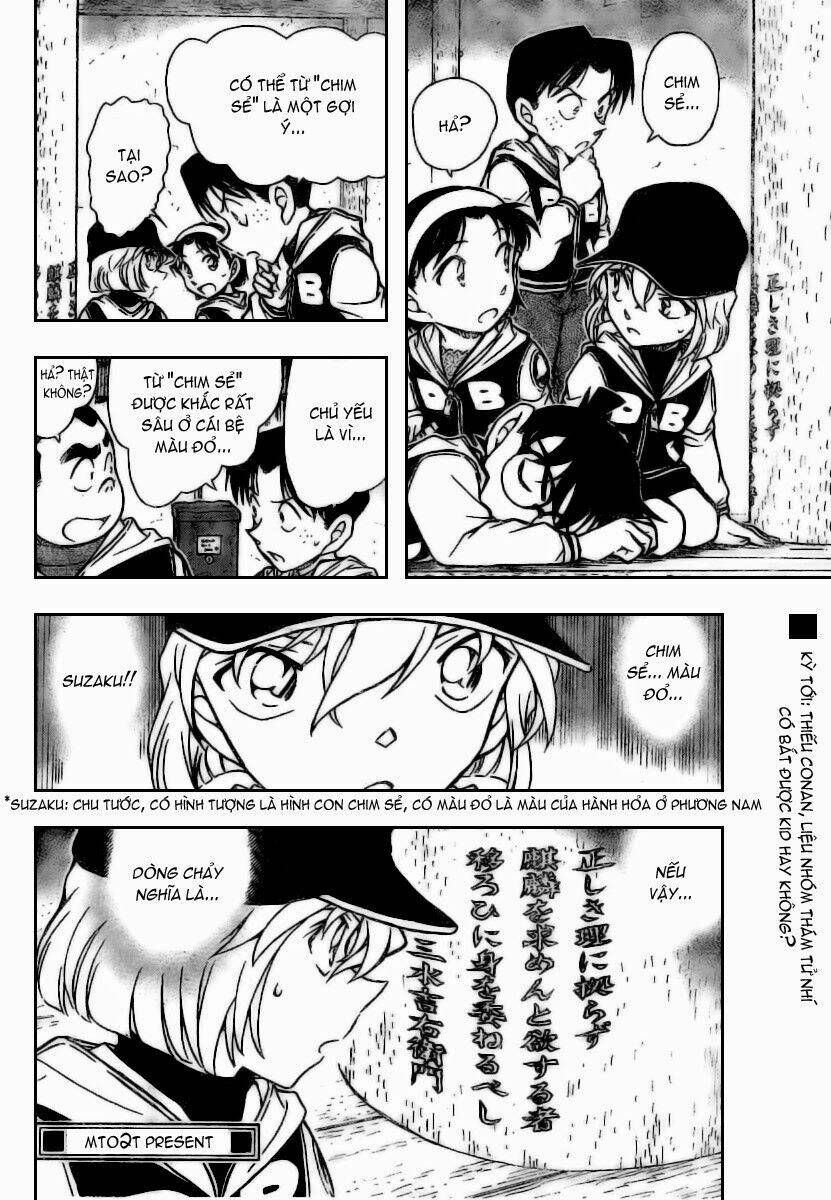 CHIM
SẺ...
HẢ?
正しき理に拠らず
CÓ THỂ TỪ "CHIM
SẺ" LÀ MỘT GỢI
Ý...
TẠI
SAO?
CHỦ YẾU
LÀ VÌ...
TỪ "CHIM SẺ"
ĐƯỢC KHẮC RẤT
SÂU Ở CÁI BỆ
MÀU ĐỎ...
HẢ? THẬT
KHÔNG?
CHIM
SẺ... MÀU
ĐỎ...
SUZAKU!!
*SUZAKU: CHU TƯỚC, CÓ HÌNH TƯỢNG LÀ HÌNH CON CHIM SẺ, CÓ MÀU ĐỎ LÀ MÀU CỦA HÀNH HỎA Ở PHƯƠNG NAM
NẾU
VẬY...
DÒNG CHẢY
NGHĨA LÀ...
正しき理に拠らず
麒麟を求めんと欲する者
移ろひに身を委ねるべし
三水吉右衛門
KỲ TỚI: THIẾU CONAN, LIỆU NHÓM THÁM TỬ NHÍ
CÓ BẮT ĐƯỢC KID HAY KHÔNG?
MTO2T PRESENT